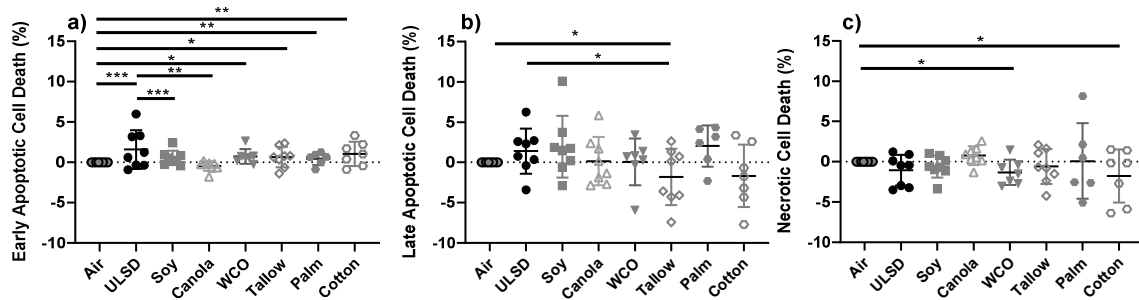 a)
Early Apoptotic Cell Death (%)
15
10
5
0
-5
-10
**
**
*
*
***
**
***
Air
ULSD
Soy
Canola
WCO
Tallow
Palm
Cotton
b)
Late Apoptotic Cell Death (%)
15
10
5
0
-5
-10
*
*
Air
ULSD
Soy
Canola
WCO
Tallow
Palm
Cotton
c)
Necrotic Cell Death (%)
15
10
5
0
-5
-10
*
*
Air
ULSD
Soy
Canola
WCO
Tallow
Palm
Cotton